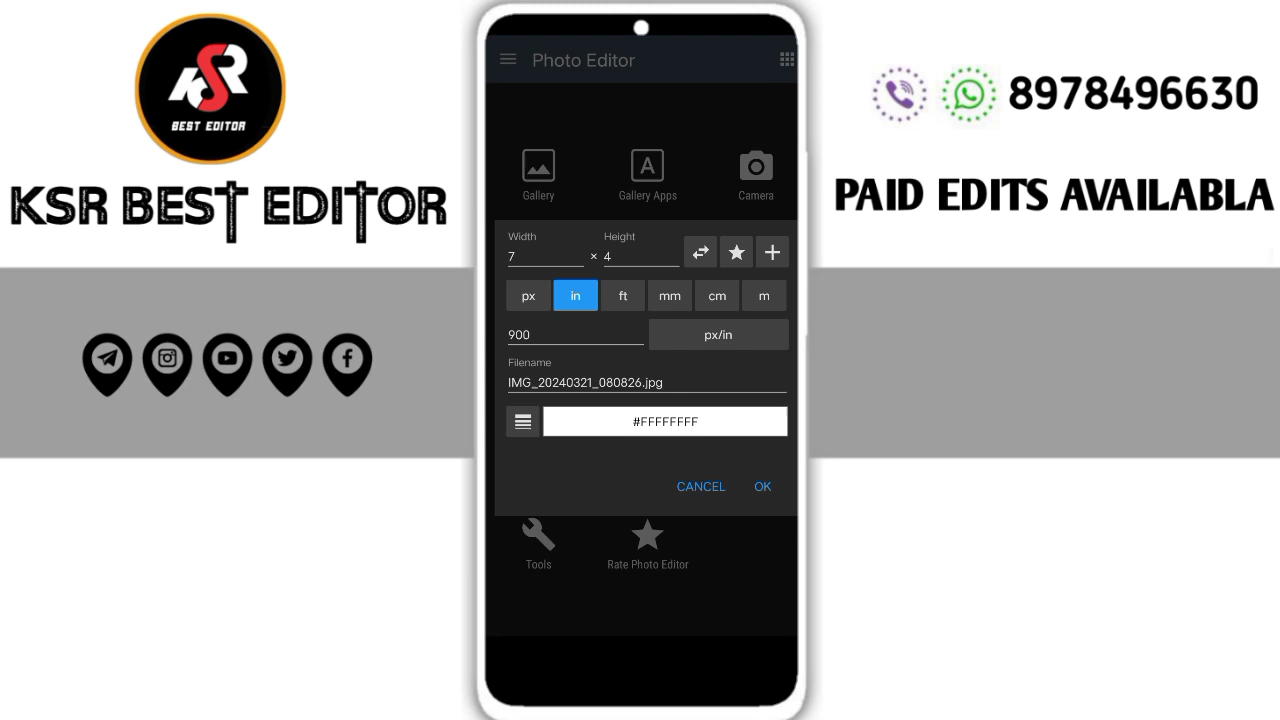 KSR
BEST EDITOR
KSR BEST EDITOR
8978496630
PAID EDITS AVAILABLA
Photo Editor
Gallery
A
Gallery Apps
Camera
Width
Height
7 × 4
px in ft mm cm m
900 px/in
Filename
IMG_20240321_080826.jpg
#FFFFFFFF
CANCEL OK
Tools
Rate Photo Editor